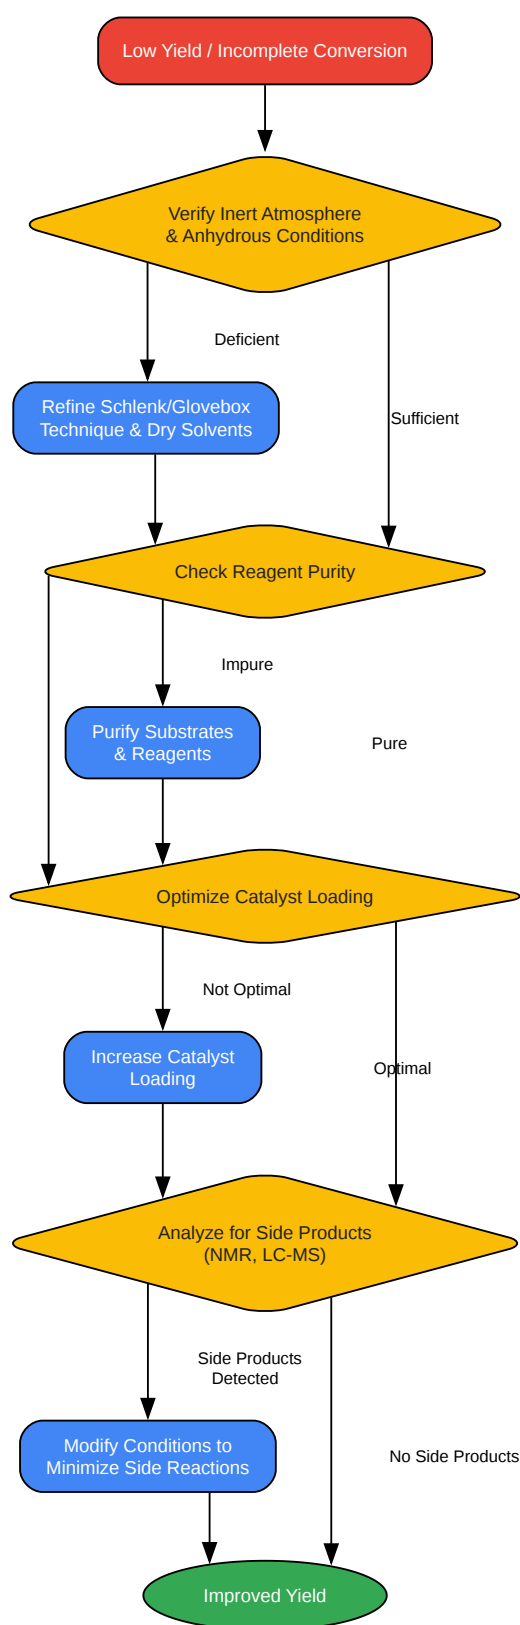 Low Yield / Incomplete Conversion
Verify Inert Atmosphere
& Anhydrous Conditions
Deficient
Refine Schlenk/Glovebox
Technique & Dry Solvents
Sufficient
Check Reagent Purity
Impure
Purify Substrates
& Reagents
Pure
Optimize Catalyst Loading
Not Optimal
Increase Catalyst
Loading
Optimal
Analyze for Side Products
(NMR, LC-MS)
Side Products
Detected
Modify Conditions to
Minimize Side Reactions
No Side Products
Improved Yield